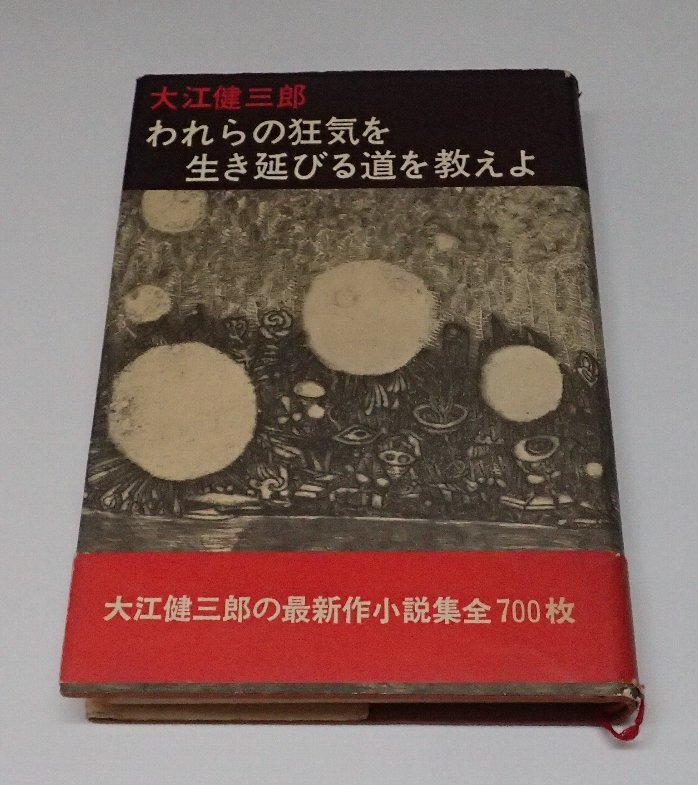 大江健三郎
われらの狂気を
生き延びる道を教えよ
大江健三郎の最新作小説集全700枚